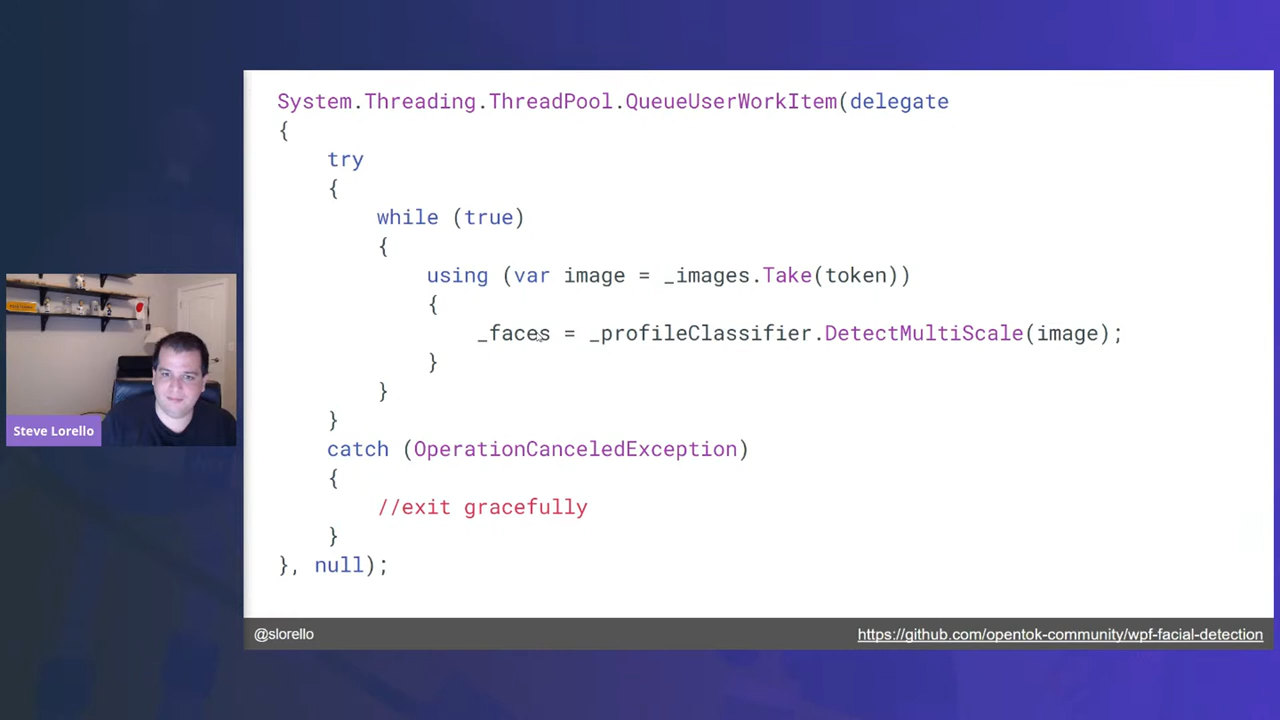 System.Threading.ThreadPool.QueueUserWorkItem(delegate
{
try
{
while (true)
{
using (var image = _images.Take(token))
{
_faces = _profileClassifier.DetectMultiScale(image);
}
}
}
catch (OperationCanceledException)
{
//exit gracefully
}
}, null);
Steve Lorello
@slorello
https://github.com/opentok-community/wpf-facial-detection